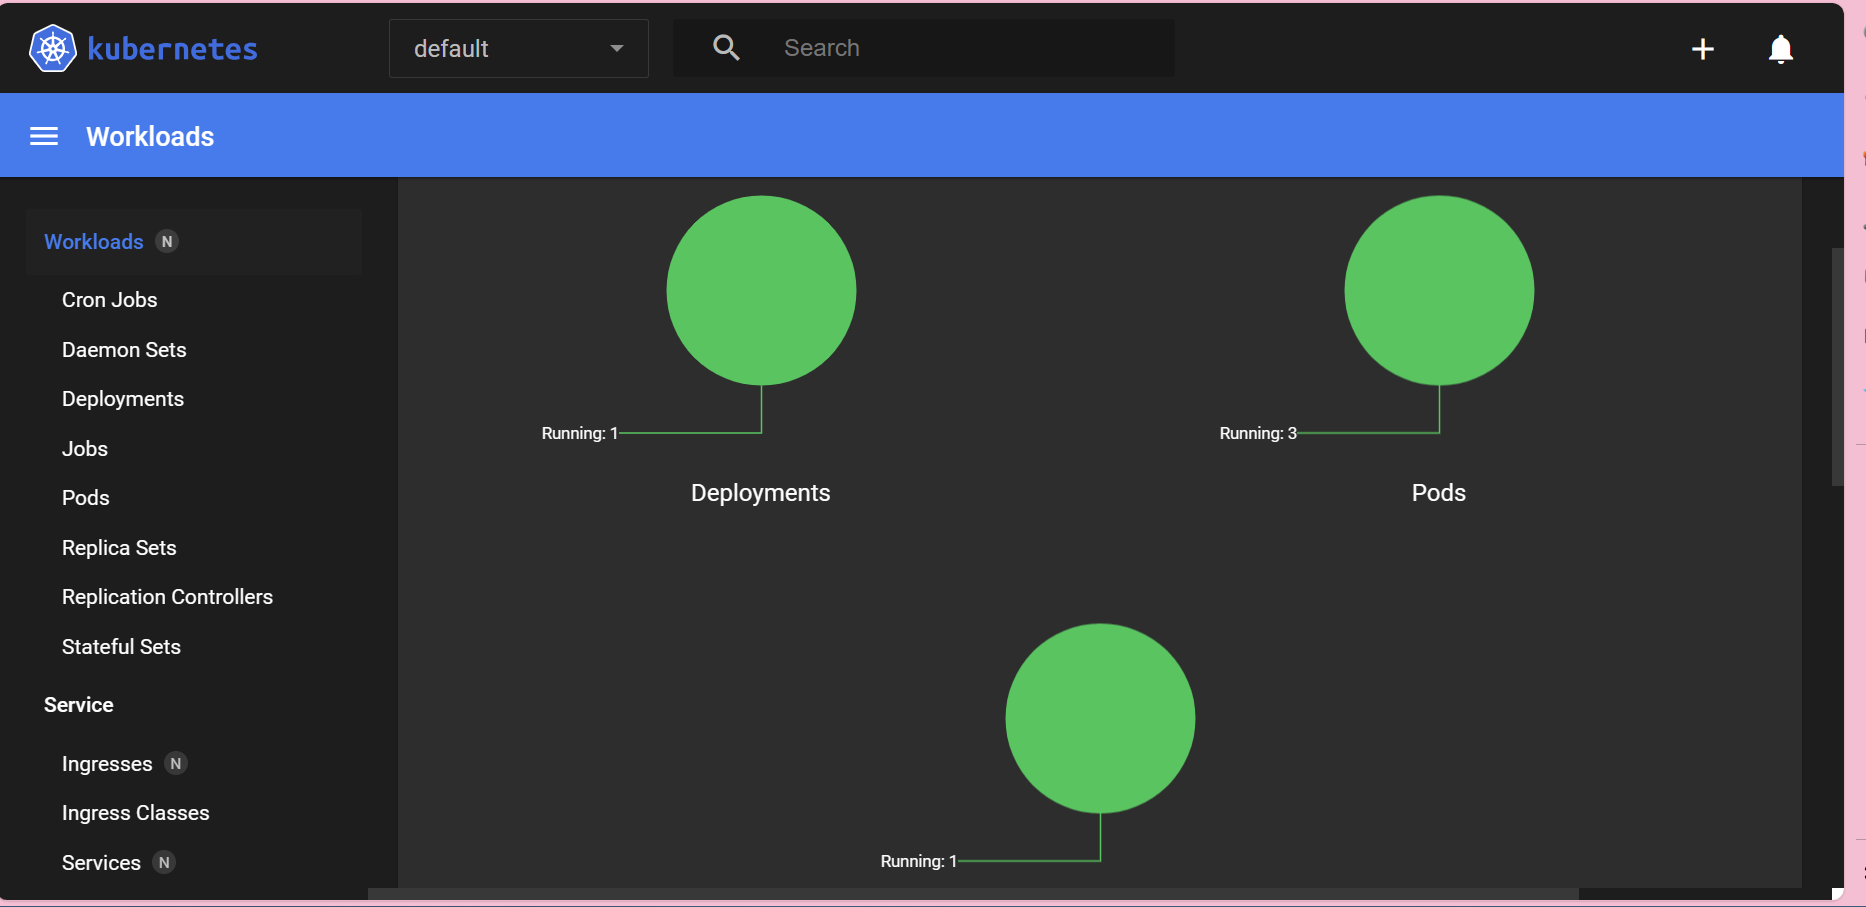 kubernetes
default
Search
Workloads
Workloads N
Cron Jobs
Daemon Sets
Deployments
Jobs
Pods
Replica Sets
Replication Controllers
Stateful Sets
Service
Ingresses N
Ingress Classes
Services N
Running: 1
Deployments
Running: 3
Pods
Running: 1